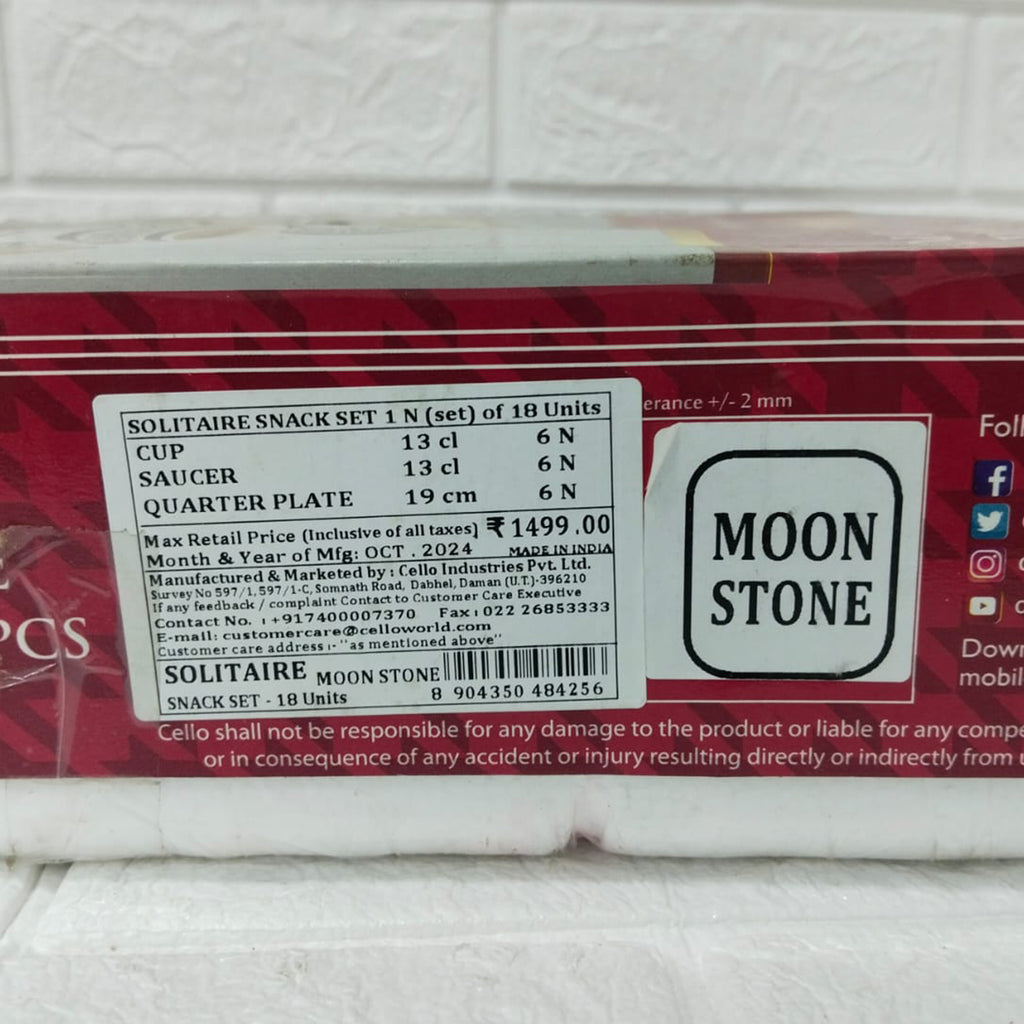 erance +/- 2 mm
SOLITAIRE SNACK SET 1 N (set) of 18 Units
CUP 13 cl 6 N
SAUCER 13 cl 6 N
QUARTER PLATE 19 cm 6 N
Max Retail Price (Inclusive of all taxes) ₹ 1499.00
Month & Year of Mfg: OCT . 2024 MADE IN INDIA
Manufactured & Marketed by : Cello Industries Pvt. Ltd.
Survey No 597/1, 597/1-C, Somnath Road, Dabhel, Daman (U.T.)-396210
If any feedback / complaint Contact to Customer Care Executive
Contact No. : +917400007370 Fax : 022 26853333
E-mail: customercare@celloworld.com
Customer care address :- "as mentioned above"
SOLITAIRE MOON STONE
SNACK SET - 18 Units 8 904350 484256
MOON
STONE
PCS
Foll
Down
mobil
Cello shall not be responsible for any damage to the product or liable for any compe
or in consequence of any accident or injury resulting directly or indirectly from u